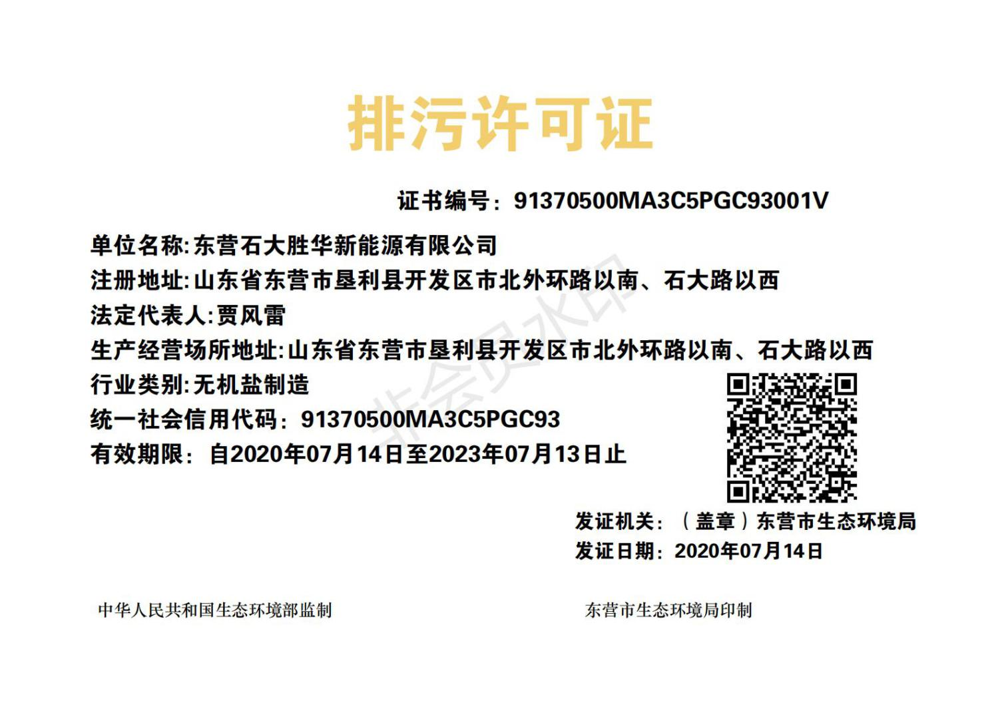 排污许可证
证书编号：91370500MA3C5PGC93001V
单位名称:东营石大胜华新能源有限公司
注册地址:山东省东营市垦利县开发区市北外环路以南、石大路以西
法定代表人:贾风雷
生产经营场所地址:山东省东营市垦利县开发区市北外环路以南、石大路以西
行业类别:无机盐制造
统一社会信用代码：91370500MA3C5PGC93
有效期限：自2020年07月14日至2023年07月13日止
非会员水印
发证机关：（盖章）东营市生态环境局
发证日期：2020年07月14日
中华人民共和国生态环境部监制
东营市生态环境局印制